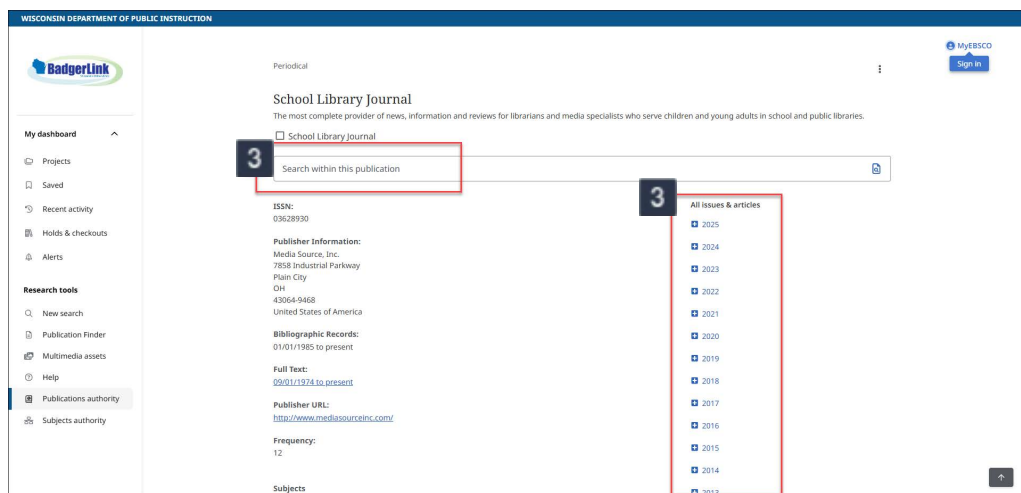 WISCONSIN DEPARTMENT OF PUBLIC INSTRUCTION
BadgerLink
MyEBSCO
Sign in
My dashboard
Projects
Saved
Recent activity
Holds & checkouts
Alerts
Research tools
New search
Publication Finder
Multimedia assets
Help
Publications authority
Subjects authority
Periodical
School Library Journal
The most complete provider of news, information and reviews for librarians and media specialists who serve children and young adults in school and public libraries.
School Library Journal
3
Search within this publication
ISSN:
03628930
Publisher Information:
Media Source, Inc.
7858 Industrial Parkway
Plain City
OH
43064-9468
United States of America
Bibliographic Records:
01/01/1985 to present
Full Text:
09/01/1974 to present
Publisher URL:
http://www.mediasourceinc.com/
Frequency:
12
Subjects
3
All issues & articles
2025
2024
2023
2022
2021
2020
2019
2018
2017
2016
2015
2014
2013